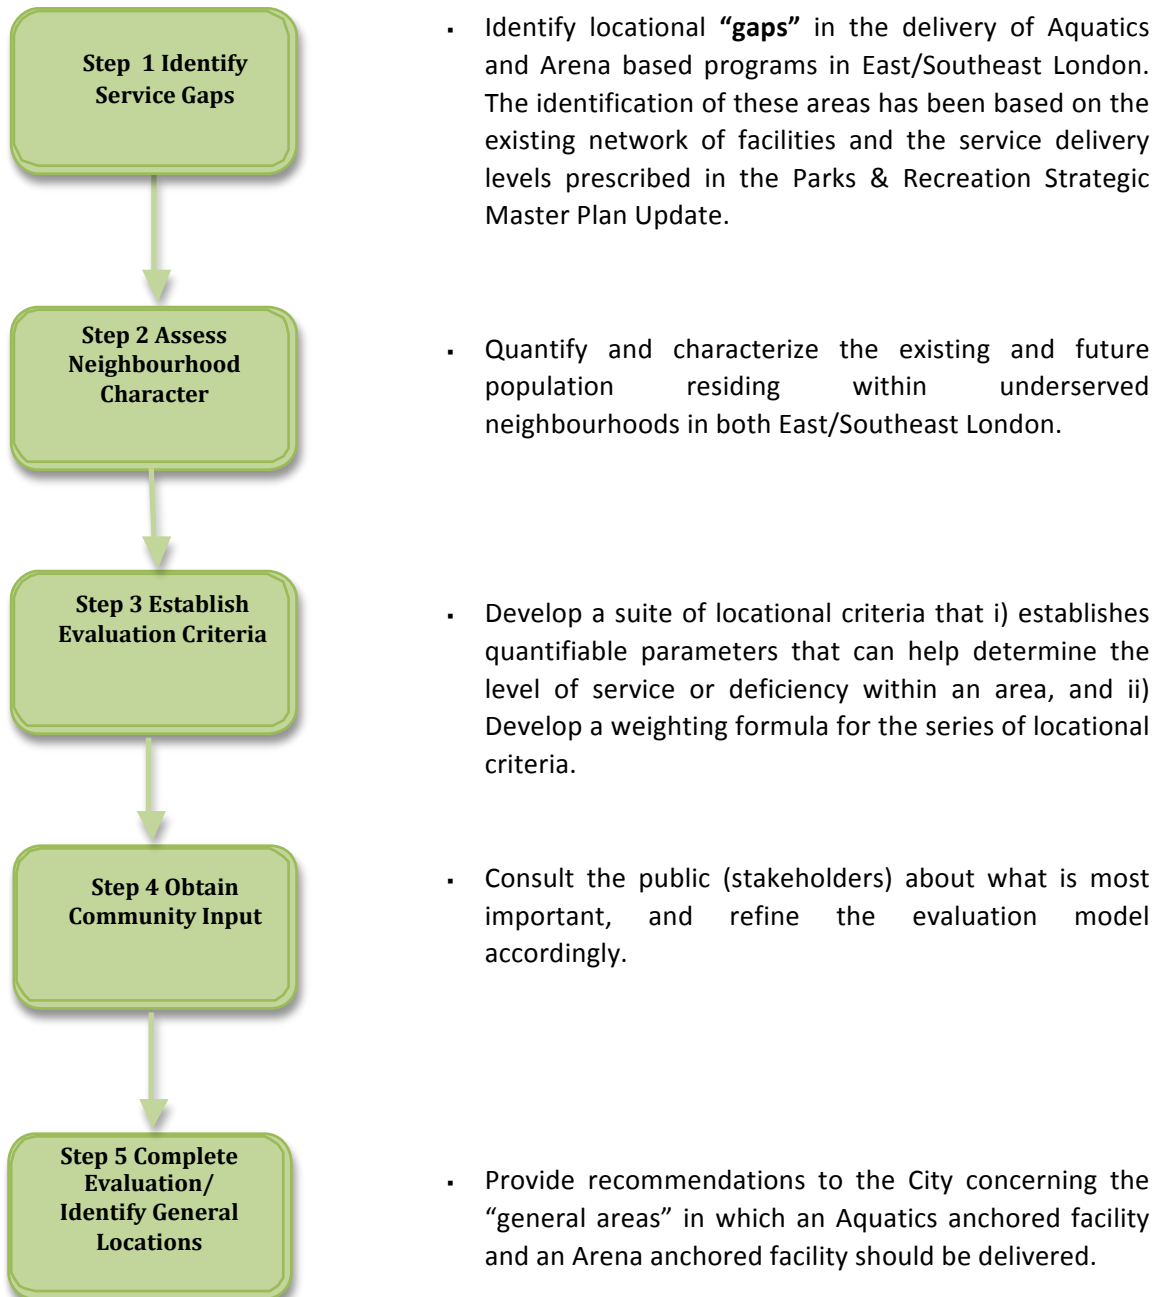 Step 1 Identify
Service Gaps
▪ Identify locational “gaps” in the delivery of Aquatics
and Arena based programs in East/Southeast London.
The identification of these areas has been based on the
existing network of facilities and the service delivery
levels prescribed in the Parks & Recreation Strategic
Master Plan Update.
Step 2 Assess
Neighbourhood
Character
▪ Quantify and characterize the existing and future
population residing within underserved
neighbourhoods in both East/Southeast London.
Step 3 Establish
Evaluation Criteria
▪ Develop a suite of locational criteria that i) establishes
quantifiable parameters that can help determine the
level of service or deficiency within an area, and ii)
Develop a weighting formula for the series of locational
criteria.
Step 4 Obtain
Community Input
▪ Consult the public (stakeholders) about what is most
important, and refine the evaluation model
accordingly.
Step 5 Complete
Evaluation/
Identify General
Locations
▪ Provide recommendations to the City concerning the
“general areas” in which an Aquatics anchored facility
and an Arena anchored facility should be delivered.